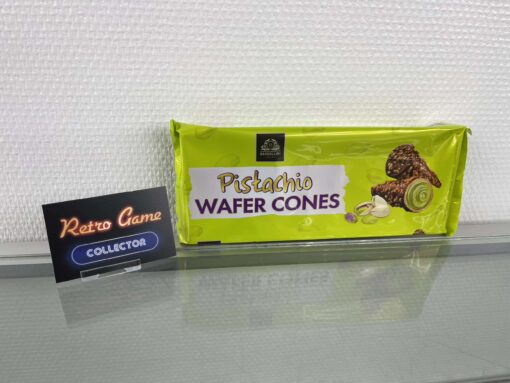 Retro Game
COLLECTOR
Pistachio
WAFER CONES